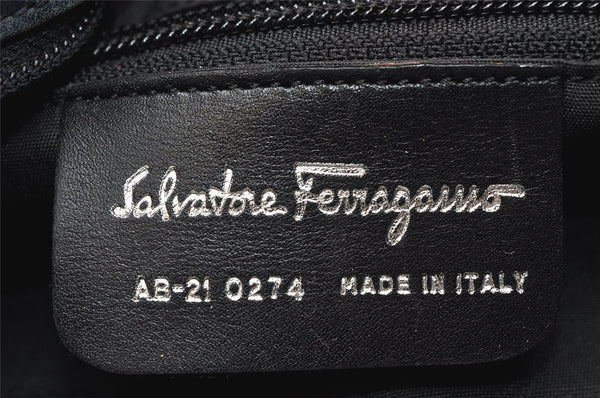 Salvatore Ferragamo
AB-21 0274 MADE IN ITALY